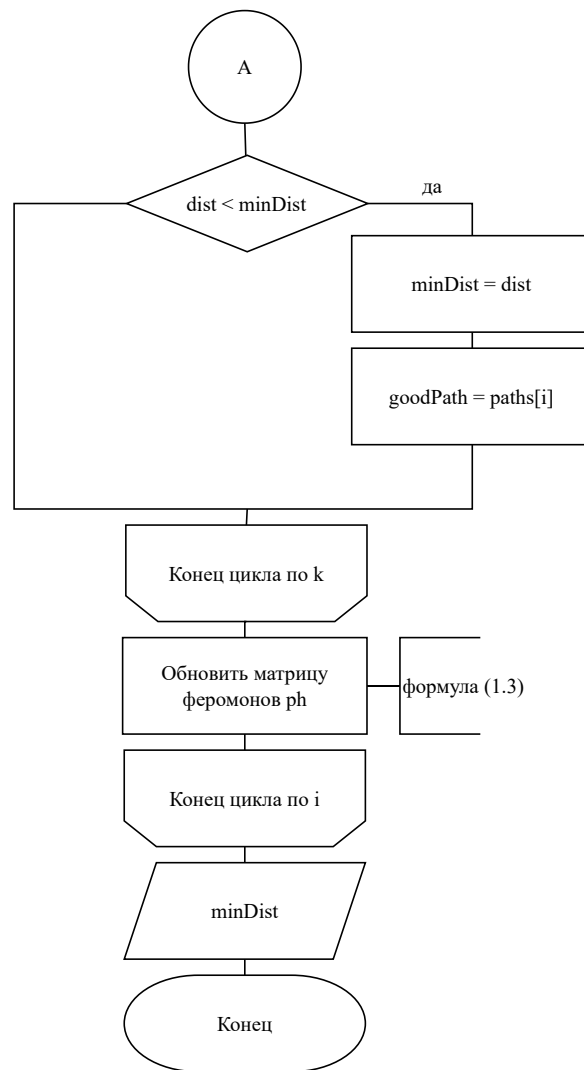 A
dist < minDist
да
minDist = dist
goodPath = paths[i]
Конец цикла по k
Обновить матрицу
феромонов ph
формула (1.3)
Конец цикла по i
minDist
Конец